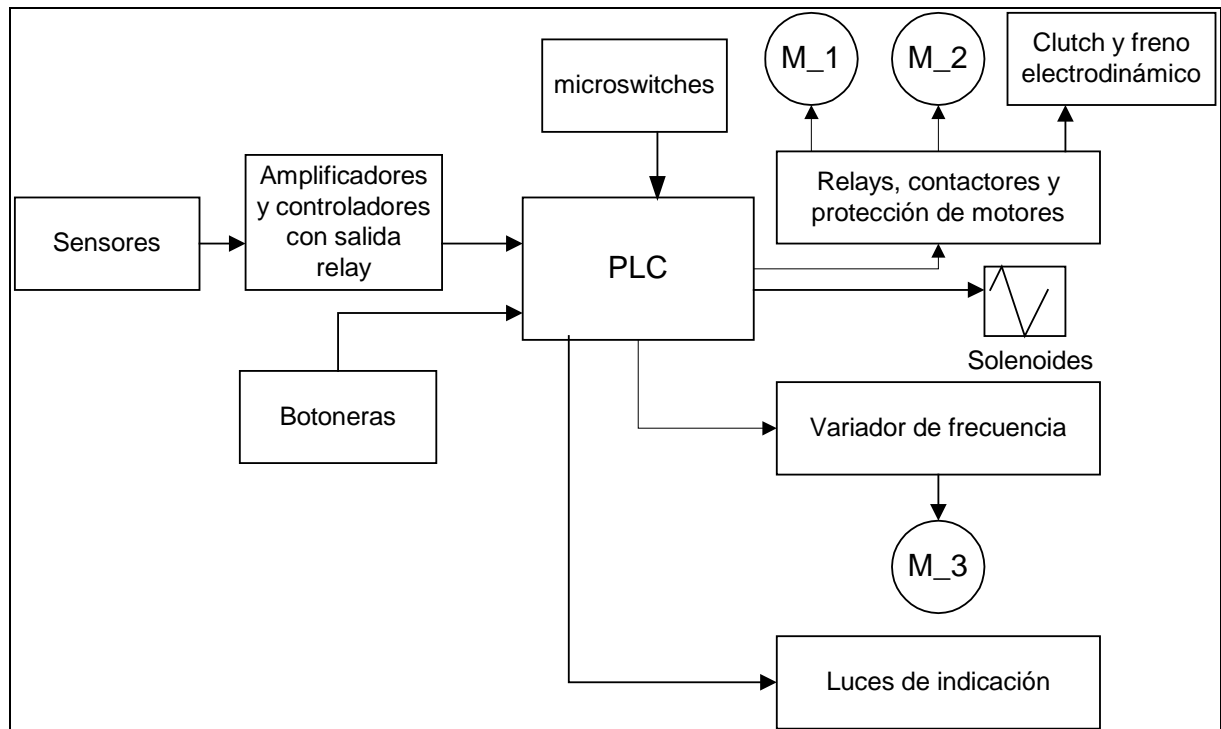 M_1
M_2
Clutch y freno
electrodinámico
microswitches
Amplificadores
y controladores
con salida
relay
Relays, contactores y
protección de motores
Sensores
PLC
Solenoides
Botoneras
Variador de frecuencia
M_3
Luces de indicación